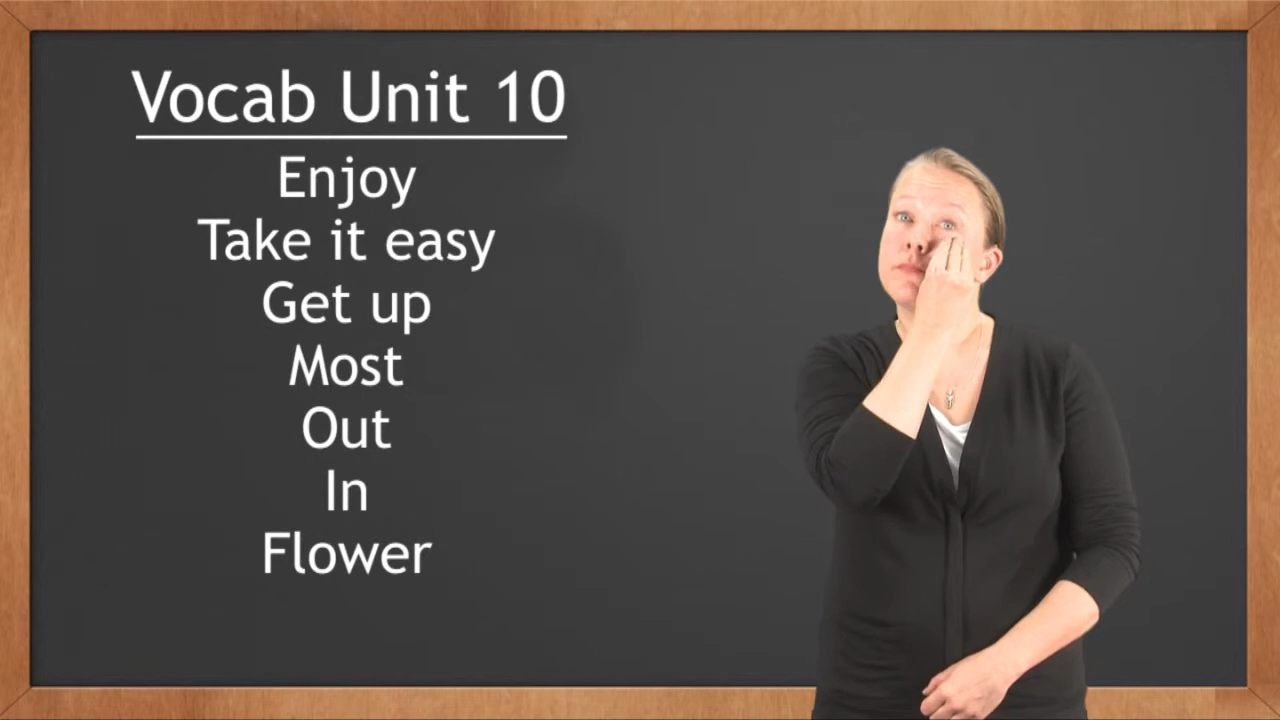 Vocab Unit 10
Enjoy
Take it easy
Get up
Most
Out
In
Flower